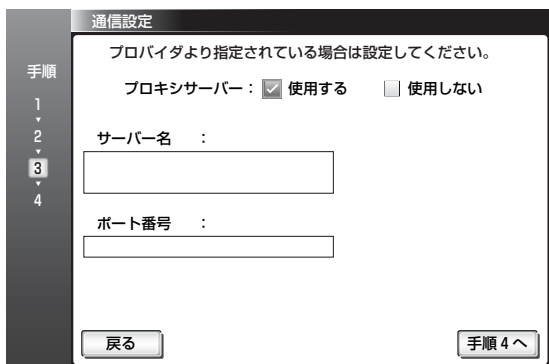 通信設定
プロバイダより指定されている場合は設定してください。
手順
プロキシサーバー: 使用する 使用しない
1
2
サーバー名 :
3
4
ポート番号 :
戻る
手順4へ